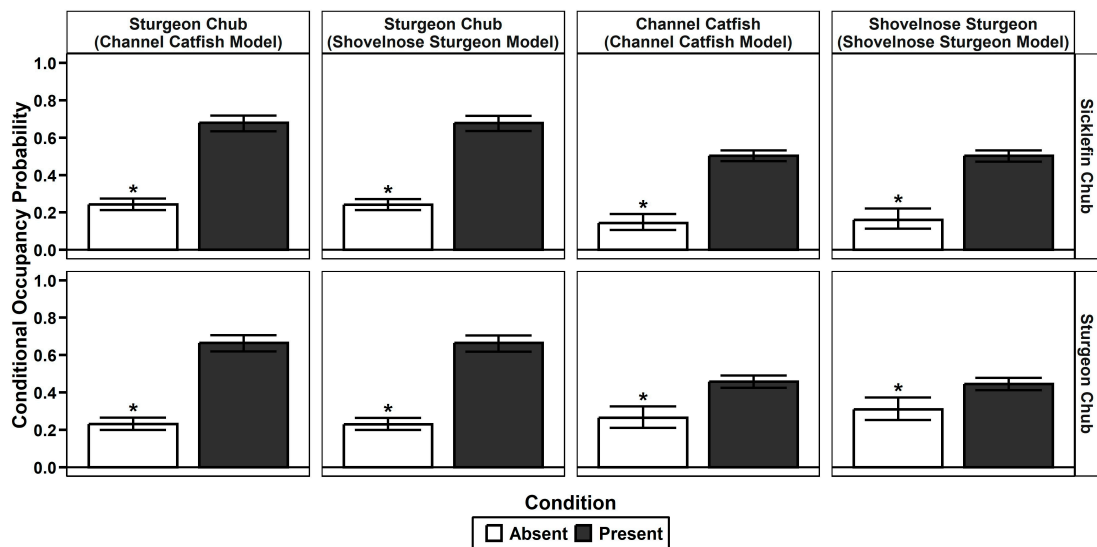 Sturgeon Chub
(Channel Catfish Model)
Sturgeon Chub
(Shovelnose Sturgeon Model)
Channel Catfish
(Channel Catfish Model)
Shovelnose Sturgeon
(Shovelnose Sturgeon Model)
Conditional Occupancy Probability
1.0
0.8
0.6
0.4
0.2
0.0
* * * *
Sicklefin Chub
1.0
0.8
0.6
0.4
0.2
0.0
* * * *
Sturgeon Chub
Condition
Absent Present